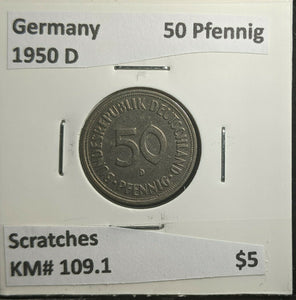 Germany 50 Pfennig
1950 D
BUNDESREPUBLIK DEUTSCHLAND
50
D
PFENNIG
Scratches
KM# 109.1 $5